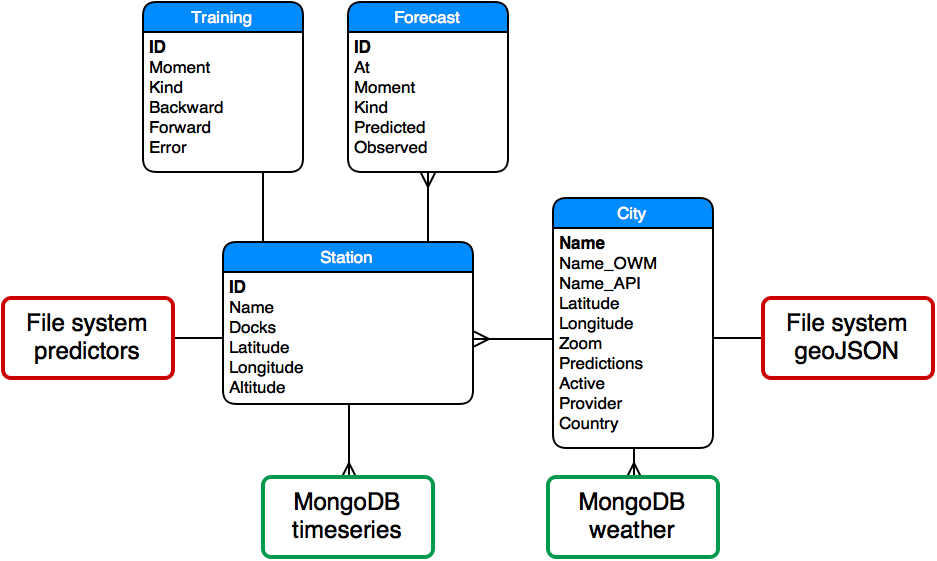 Training
ID
Moment
Kind
Backward
Forward
Error
Forecast
ID
At
Moment
Kind
Predicted
Observed
Station
ID
Name
Docks
Latitude
Longitude
Altitude
City
Name
Name_OWM
Name_API
Latitude
Longitude
Zoom
Predictions
Active
Provider
Country
File system
predictors
File system
geoJSON
MongoDB
timeseries
MongoDB
weather